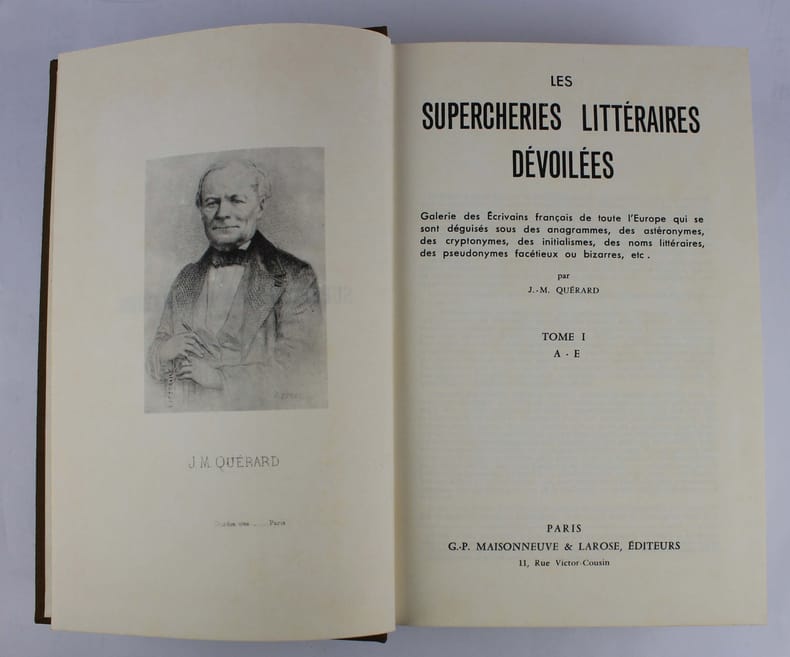 J. M. QUÉRARD
Paris
LES
SUPERCHERIES LITTÉRAIRES
DÉVOILÉES
Galerie des Écrivains français de toute l'Europe qui se
sont déguisés sous des anagrammes, des astéronymes,
des cryptonymes, des initialismes, des noms littéraires,
des pseudonymes facétieux ou bizarres, etc .
par
J.-M. QUÉRARD
TOME I
A - E
PARIS
G.-P. MAISONNEUVE & LAROSE, ÉDITEURS
11, Rue Victor-Cousin